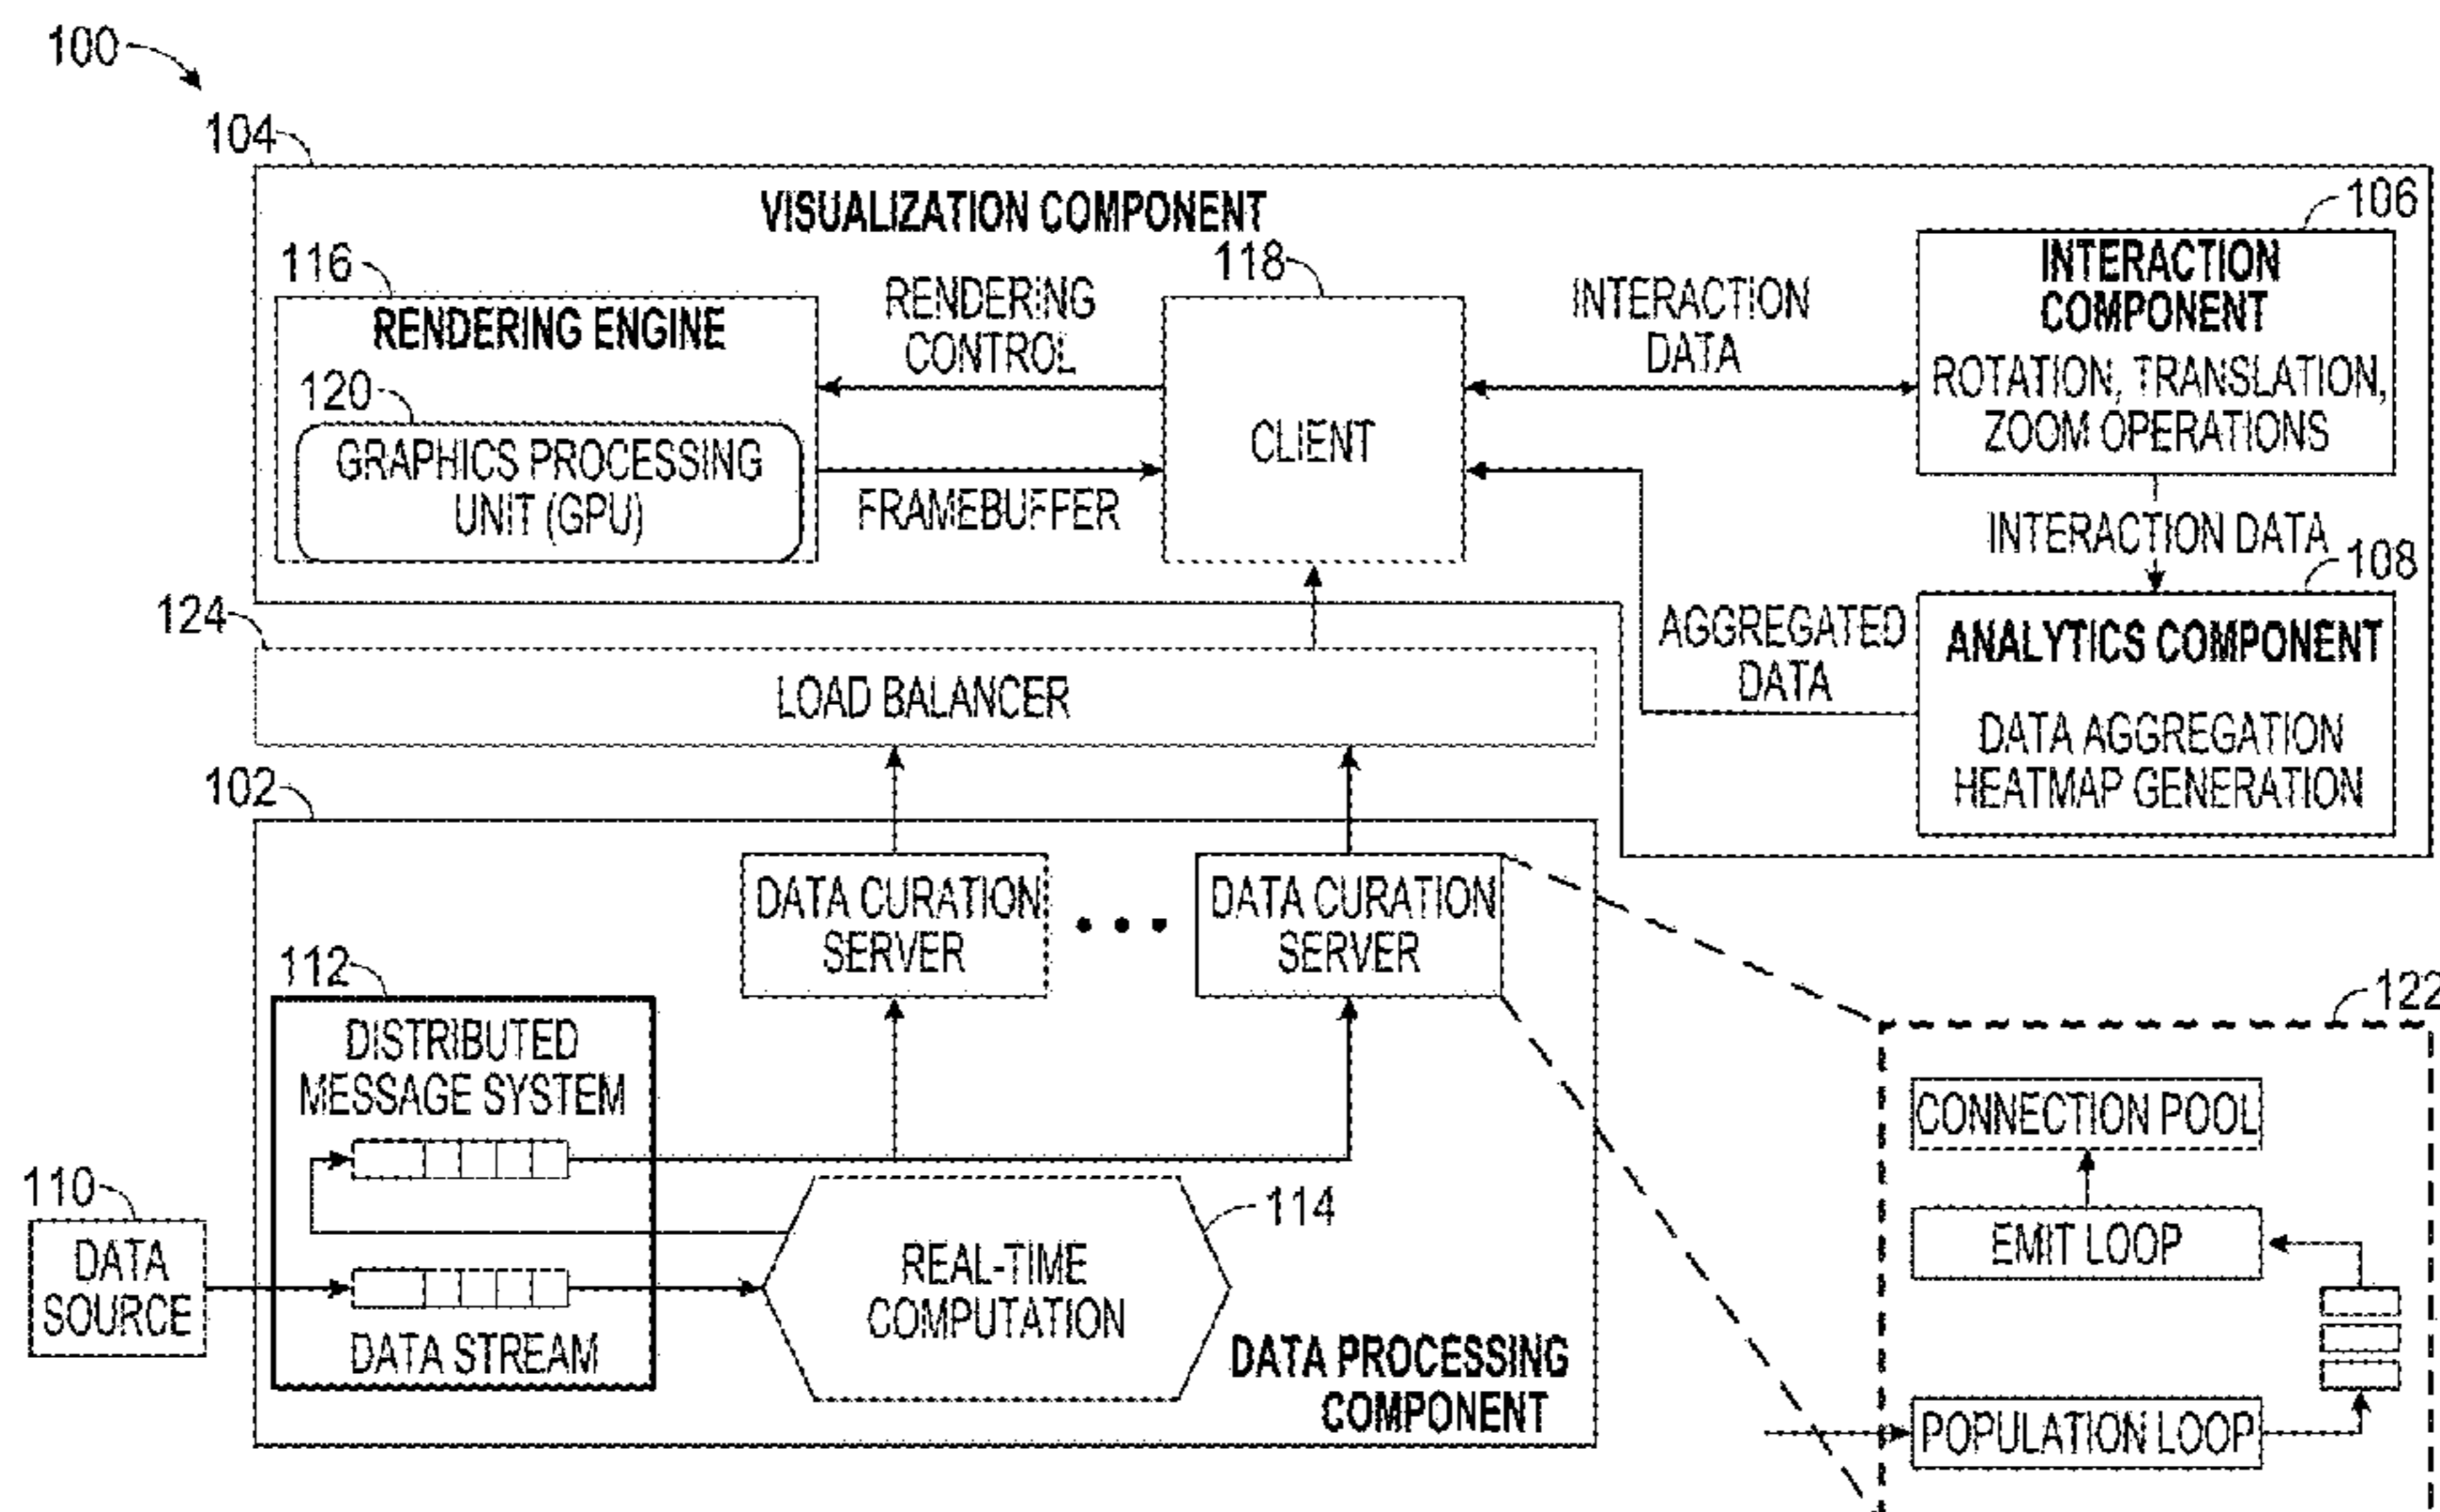 100
104
VISUALIZATION COMPONENT
106
116
118
RENDERING ENGINE
RENDERING
CONTROL
INTERACTION
DATA
INTERACTION
COMPONENT
ROTATION, TRANSLATION,
ZOOM OPERATIONS
120
GRAPHICS PROCESSING
UNIT (GPU)
CLIENT
FRAMEBUFFER
INTERACTION DATA
108
124
LOAD BALANCER
AGGREGATED
DATA
ANALYTICS COMPONENT
DATA AGGREGATION
HEATMAP GENERATION
102
DATA CURATION
SERVER
DATA CURATION
SERVER
112
DISTRIBUTED
MESSAGE SYSTEM
122
CONNECTION POOL
110
DATA
SOURCE
114
REAL-TIME
COMPUTATION
EMIT LOOP
DATA STREAM
DATA PROCESSING
COMPONENT
POPULATION LOOP